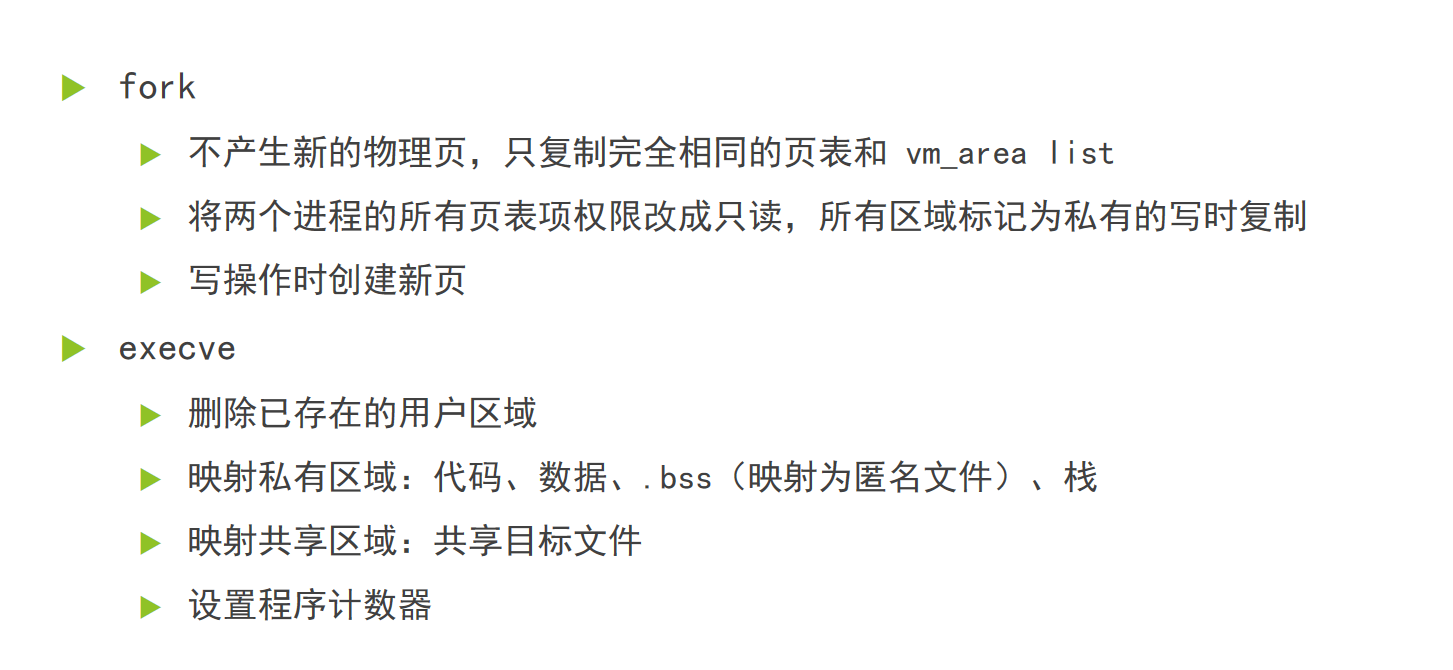 fork
不产生新的物理页，只复制完全相同的页表和 vm_area list
将两个进程的所有页表项权限改成只读，所有区域标记为私有的写时复制
写操作时创建新页
execve
删除已存在的用户区域
映射私有区域：代码、数据、.bss（映射为匿名文件）、栈
映射共享区域：共享目标文件
设置程序计数器